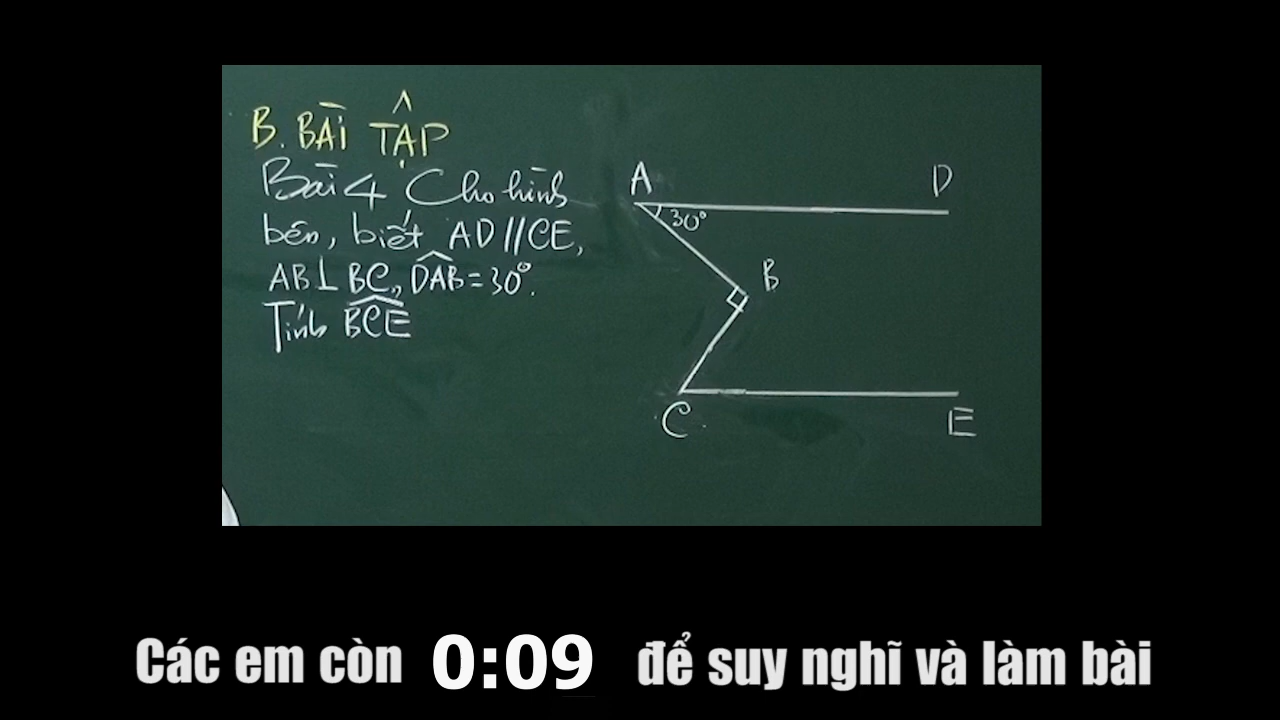 B. BÀI TẬP
Bài 4 Cho hình
bên, biết AD//CE,
AB⊥BC, DAB=30°.
Tính BCE
A
D
30°
B
C
E
Các em còn 0:09 để suy nghĩ và làm bài